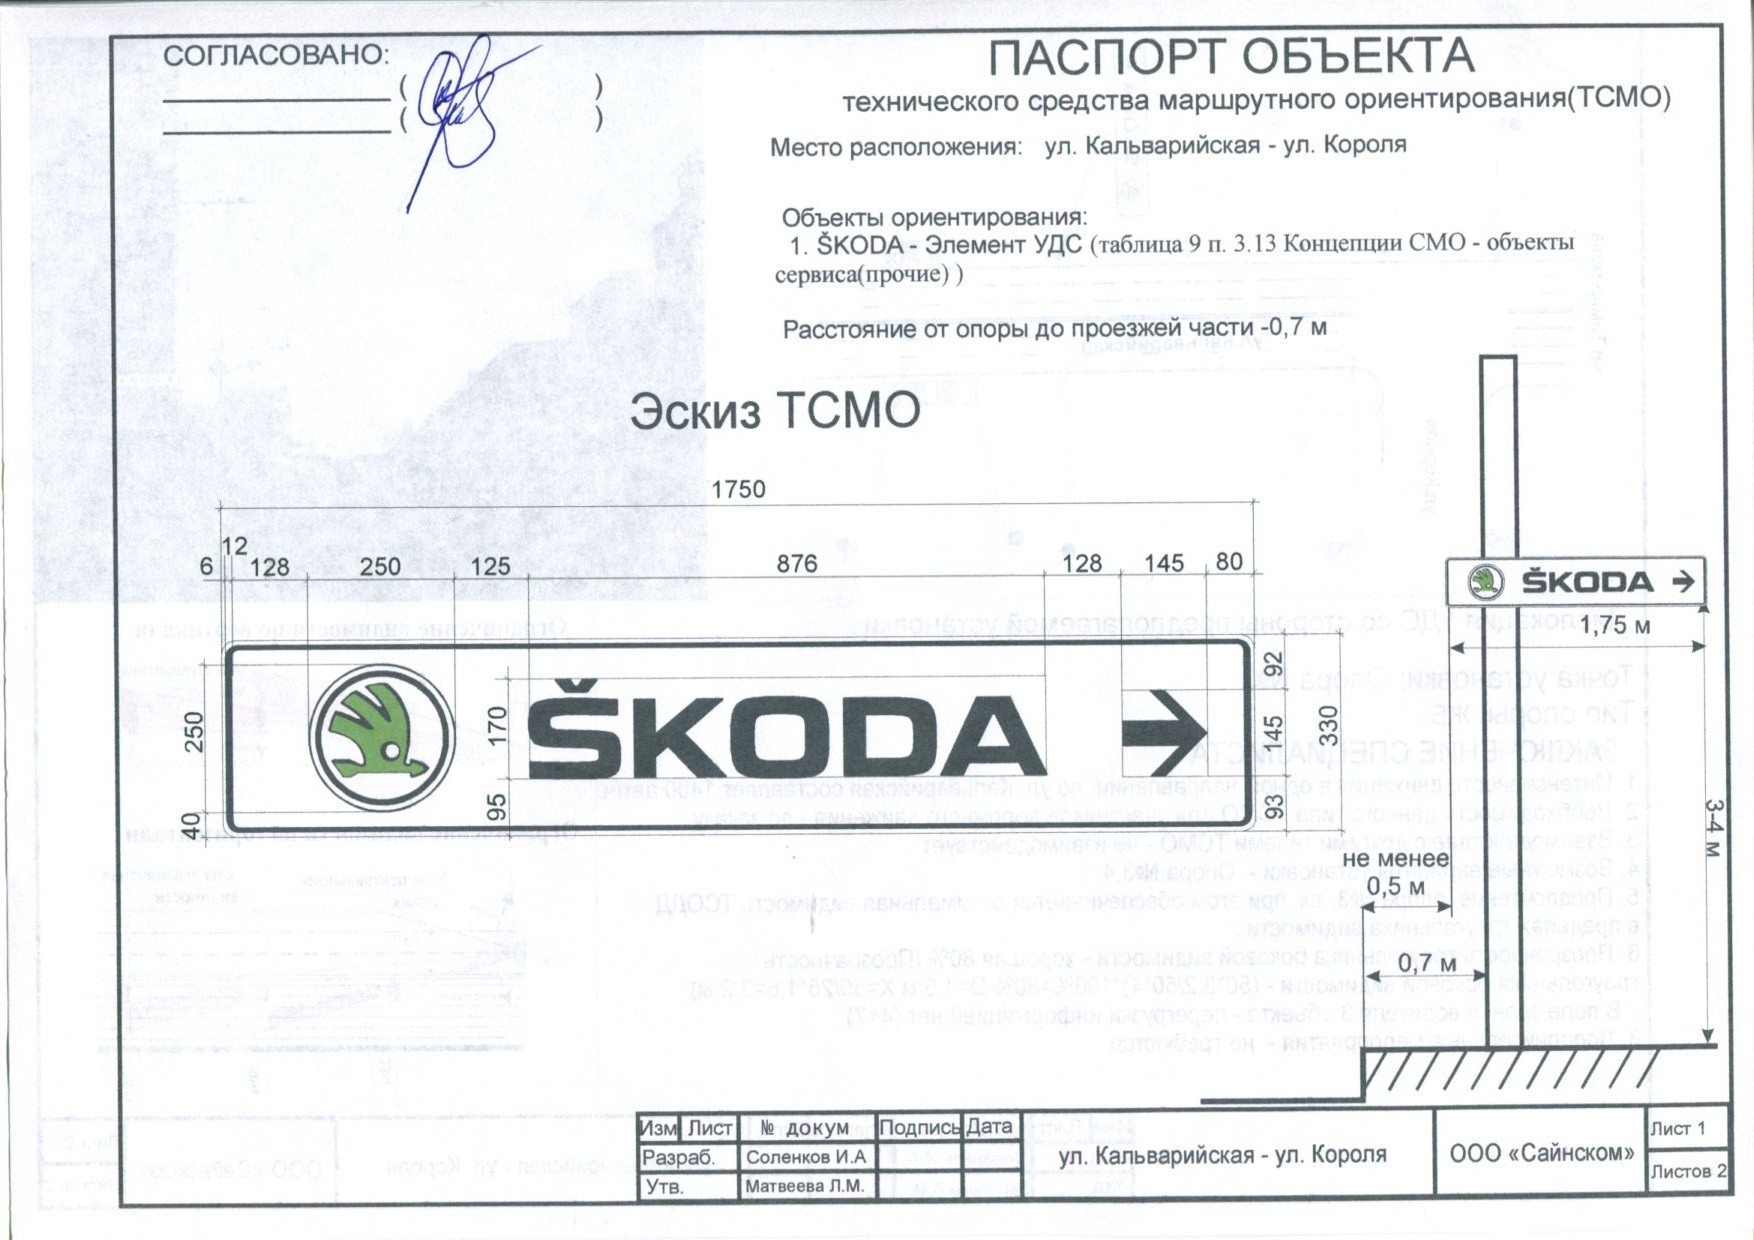 СОГЛАСОВАНО:
( )
( )
ПАСПОРТ ОБЪЕКТА
технического средства маршрутного ориентирования(ТСМО)
Место расположения: ул. Кальварийская - ул. Короля
Объекты ориентирования:
1. ŠKODA - Элемент УДС (таблица 9 п. 3.13 Концепции СМО - объекты
сервиса(прочие) )
Расстояние от опоры до проезжей части -0,7 м
Эскиз ТСМО
1750
12
6 128 250 125 876 128 145 80
ŠKODA
250
40
170
95
92
145
93
330
ŠKODA
1,75 м
3-4 м
не менее
0,5 м
0,7 м
Изм Лист № докум Подпись Дата
Разраб. Соленков И.А
Утв. Матвеева Л.М.
ул. Кальварийская - ул. Короля
ООО «Сайнском»
Лист 1
Листов 2